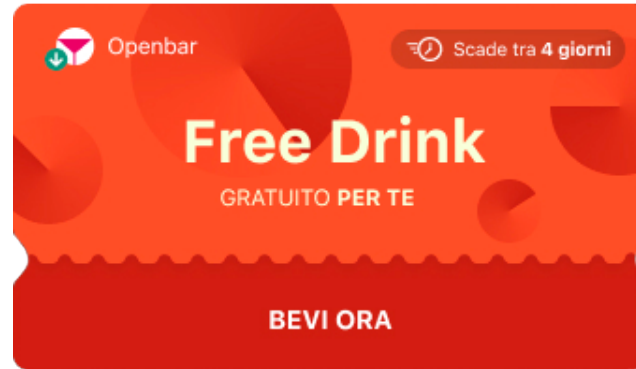 Openbar
Scade tra 4 giorni
Free Drink
GRATUITO PER TE
BEVI ORA